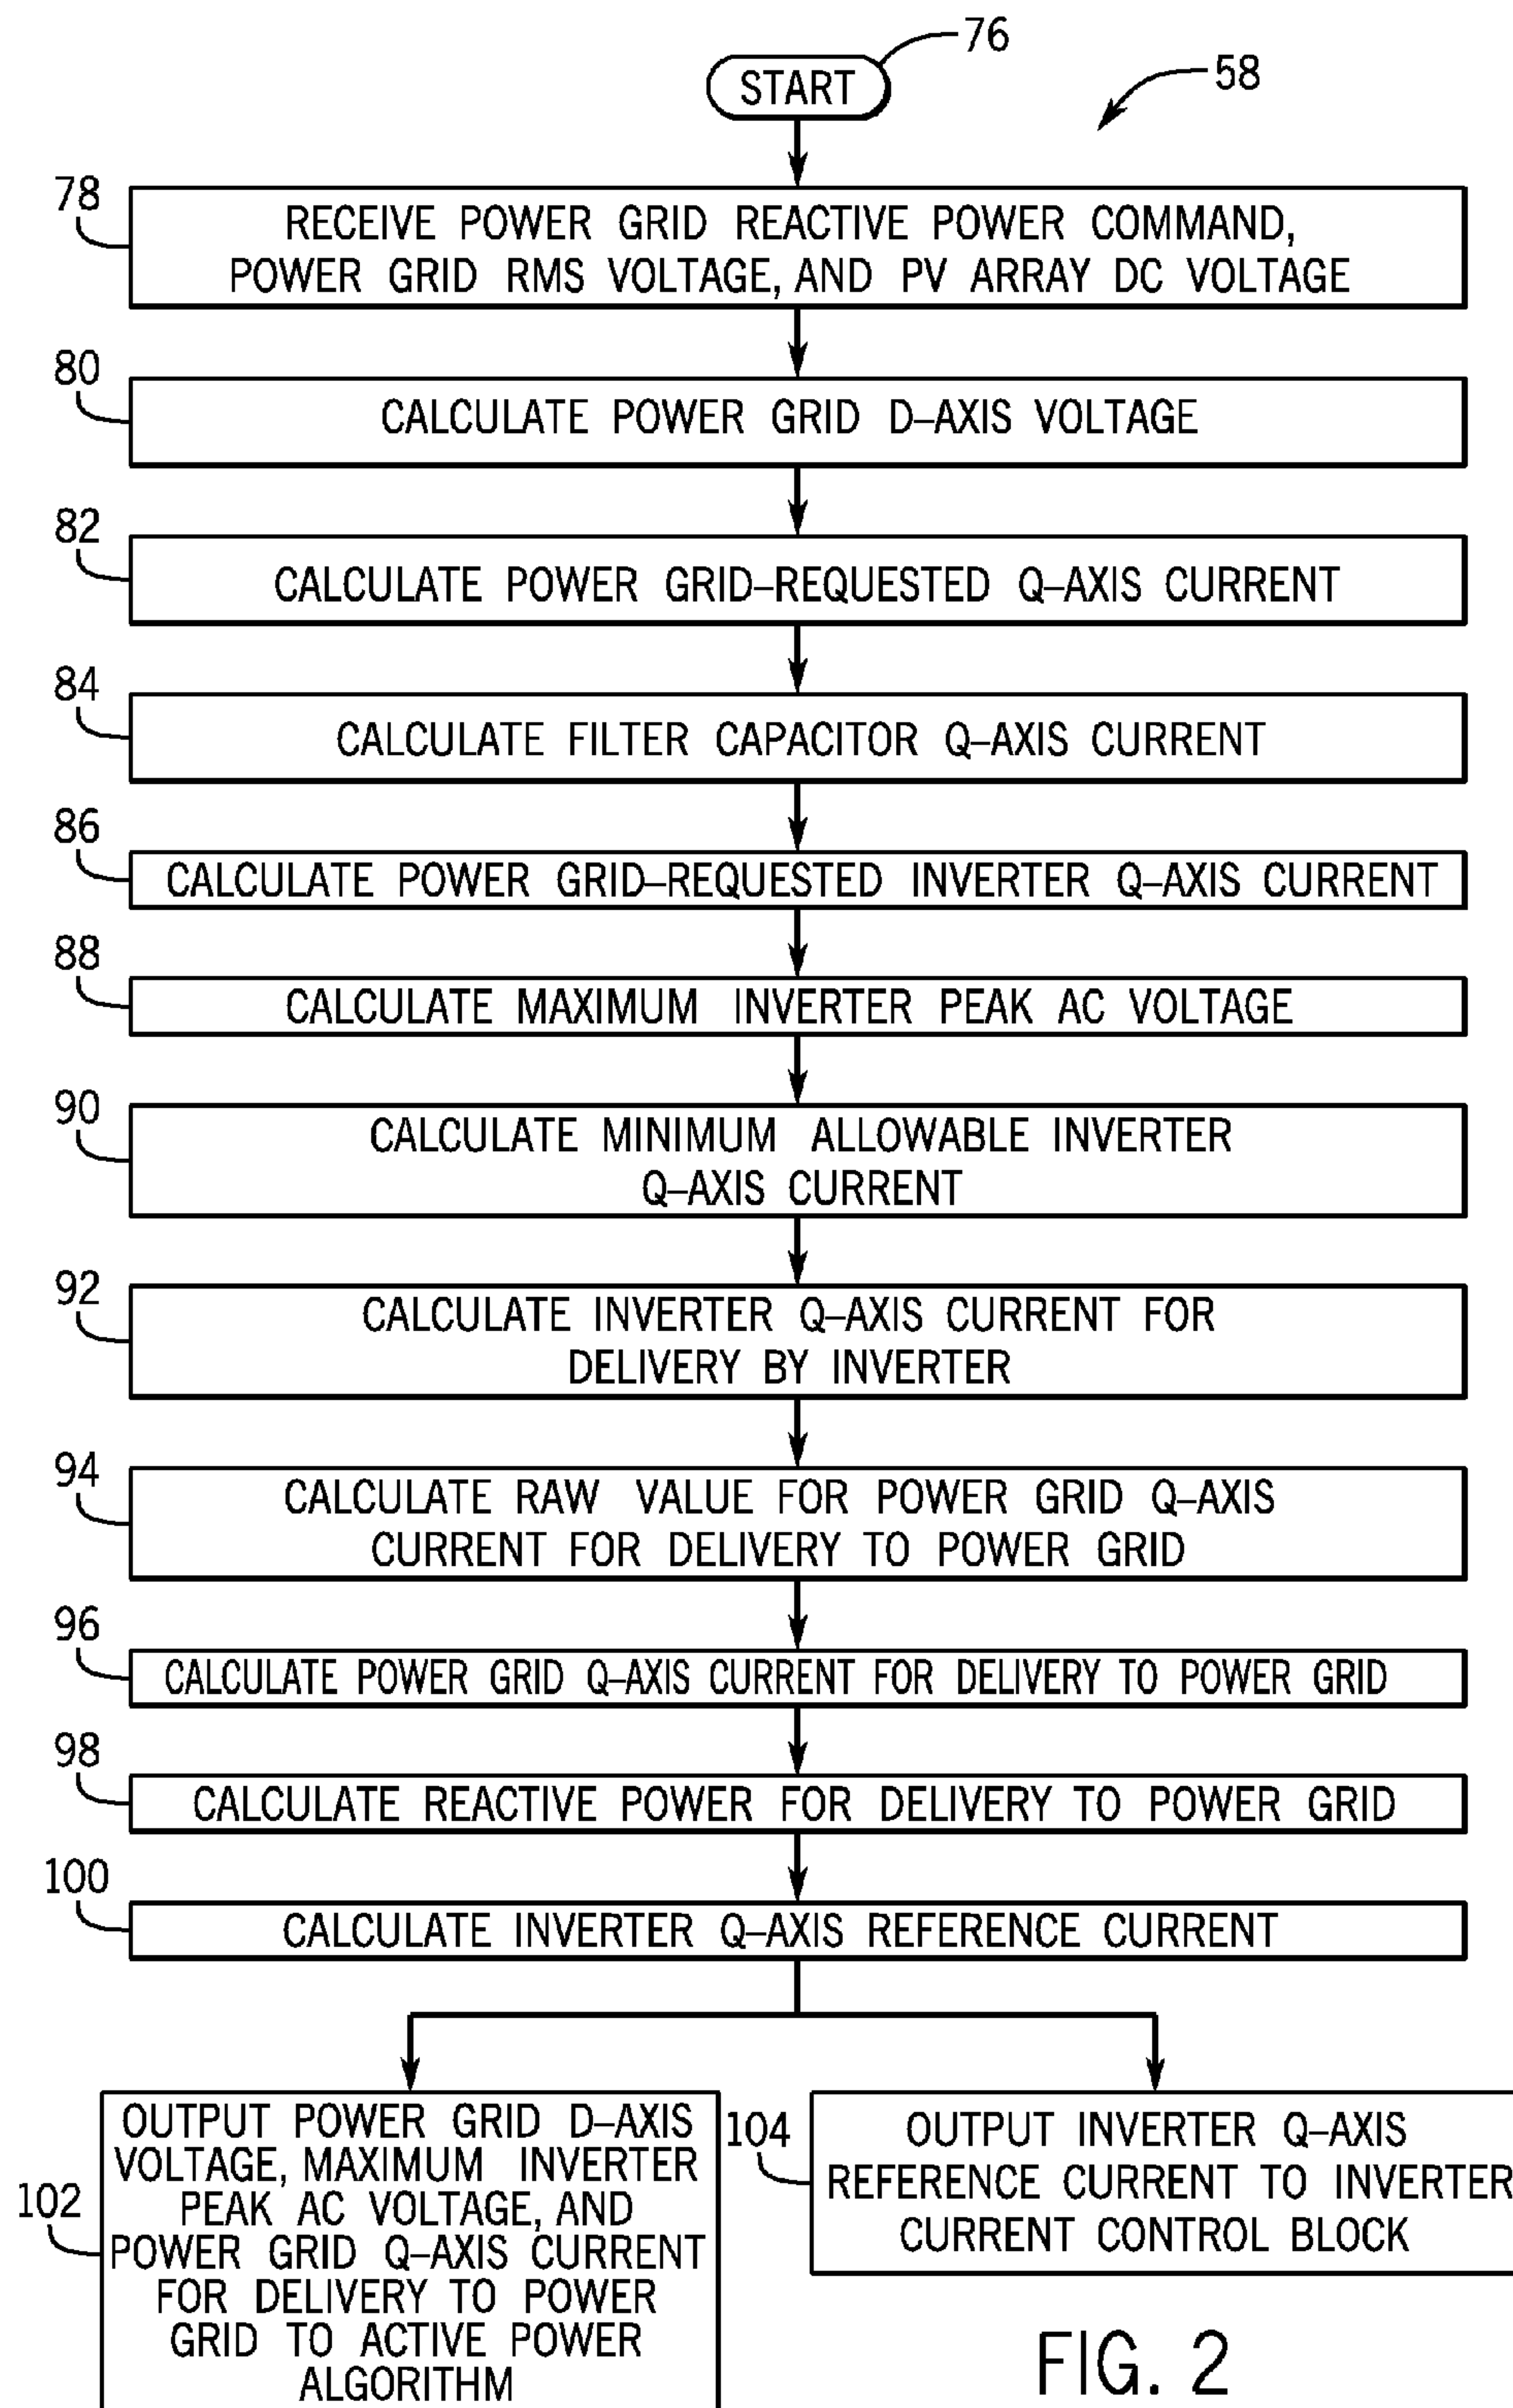 76
START
58
78
RECEIVE POWER GRID REACTIVE POWER COMMAND,
POWER GRID RMS VOLTAGE, AND PV ARRAY DC VOLTAGE
80
CALCULATE POWER GRID D–AXIS VOLTAGE
82
CALCULATE POWER GRID–REQUESTED Q–AXIS CURRENT
84
CALCULATE FILTER CAPACITOR Q–AXIS CURRENT
86
CALCULATE POWER GRID–REQUESTED INVERTER Q–AXIS CURRENT
88
CALCULATE MAXIMUM INVERTER PEAK AC VOLTAGE
90
CALCULATE MINIMUM ALLOWABLE INVERTER
Q–AXIS CURRENT
92
CALCULATE INVERTER Q–AXIS CURRENT FOR
DELIVERY BY INVERTER
94
CALCULATE RAW VALUE FOR POWER GRID Q–AXIS
CURRENT FOR DELIVERY TO POWER GRID
96
CALCULATE POWER GRID Q–AXIS CURRENT FOR DELIVERY TO POWER GRID
98
CALCULATE REACTIVE POWER FOR DELIVERY TO POWER GRID
100
CALCULATE INVERTER Q–AXIS REFERENCE CURRENT
102
OUTPUT POWER GRID D–AXIS
VOLTAGE, MAXIMUM INVERTER
PEAK AC VOLTAGE, AND
POWER GRID Q–AXIS CURRENT
FOR DELIVERY TO POWER
GRID TO ACTIVE POWER
ALGORITHM
104
OUTPUT INVERTER Q–AXIS
REFERENCE CURRENT TO INVERTER
CURRENT CONTROL BLOCK
FIG. 2